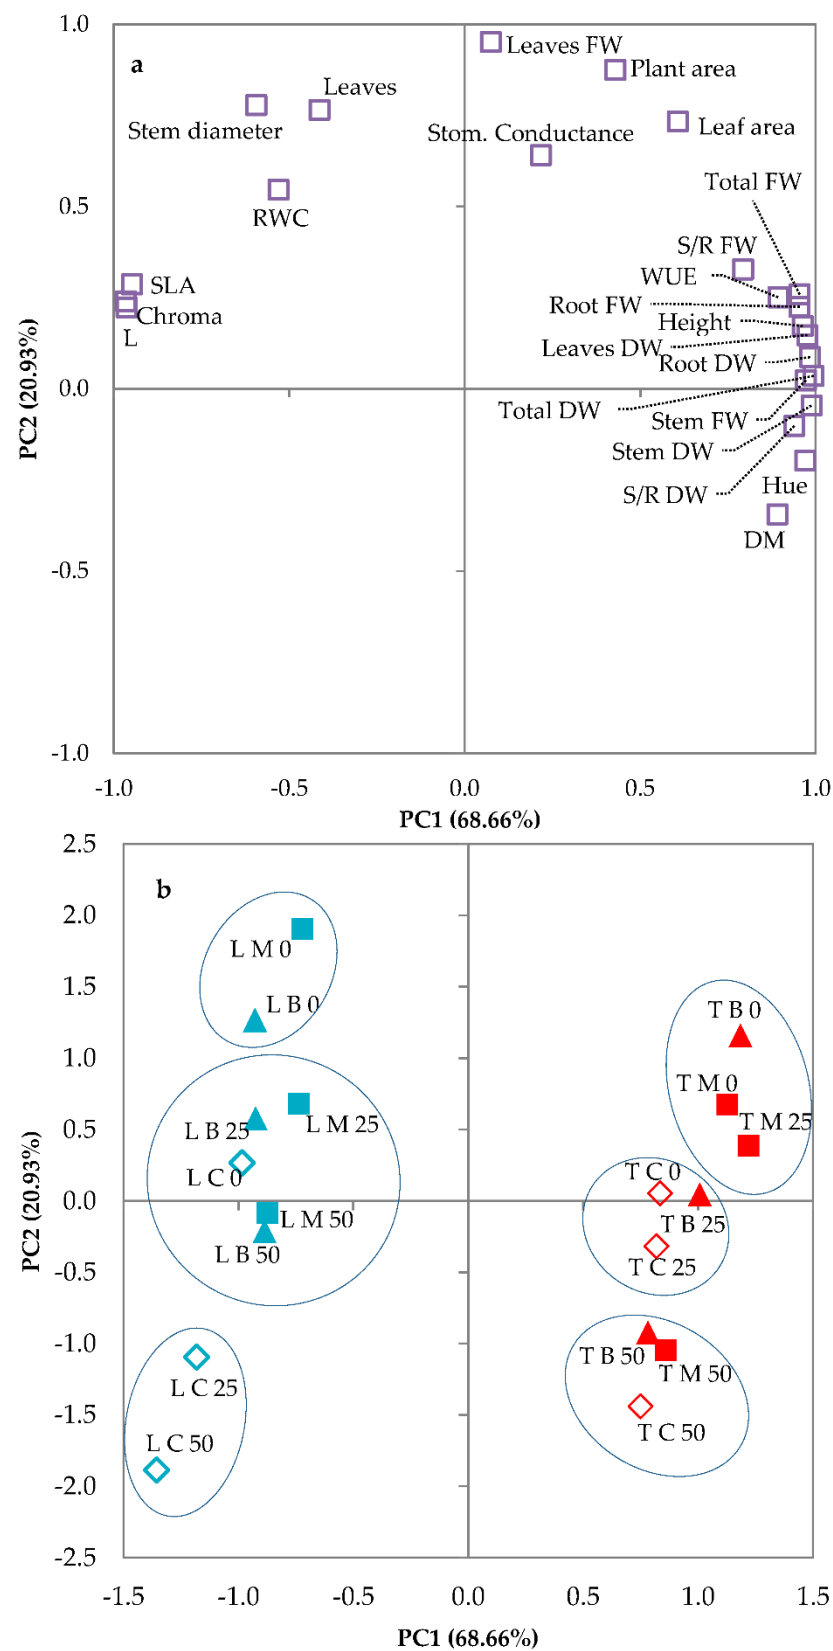 1.0
a
Leaves FW
Plant area
Leaves
Stem diameter
Stom. Conductance
Leaf area
RWC
Total FW
0.5
S/R FW
SLA
WUE
Chroma
Root FW
L
Height
Leaves DW
Root DW
0.0
Total DW
Stem FW
Stem DW
S/R DW
Hue
DM
-0.5
-1.0
PC2 (20.93%)
-1.0 -0.5 0.0 0.5 1.0
PC1 (68.66%)
2.5
b
2.0
L M 0
1.5
L B 0
T B 0
1.0
T M 0
L M 25
T M 25
0.5
L B 25
L C 0
T C 0
0.0
L M 50
T B 25
L B 50
T C 25
-0.5
-1.0
T B 50
T M 50
L C 25
T C 50
-1.5
L C 50
-2.0
-2.5
PC2 (20.93%)
-1.5 -1.0 -0.5 0.0 0.5 1.0 1.5
PC1 (68.66%)